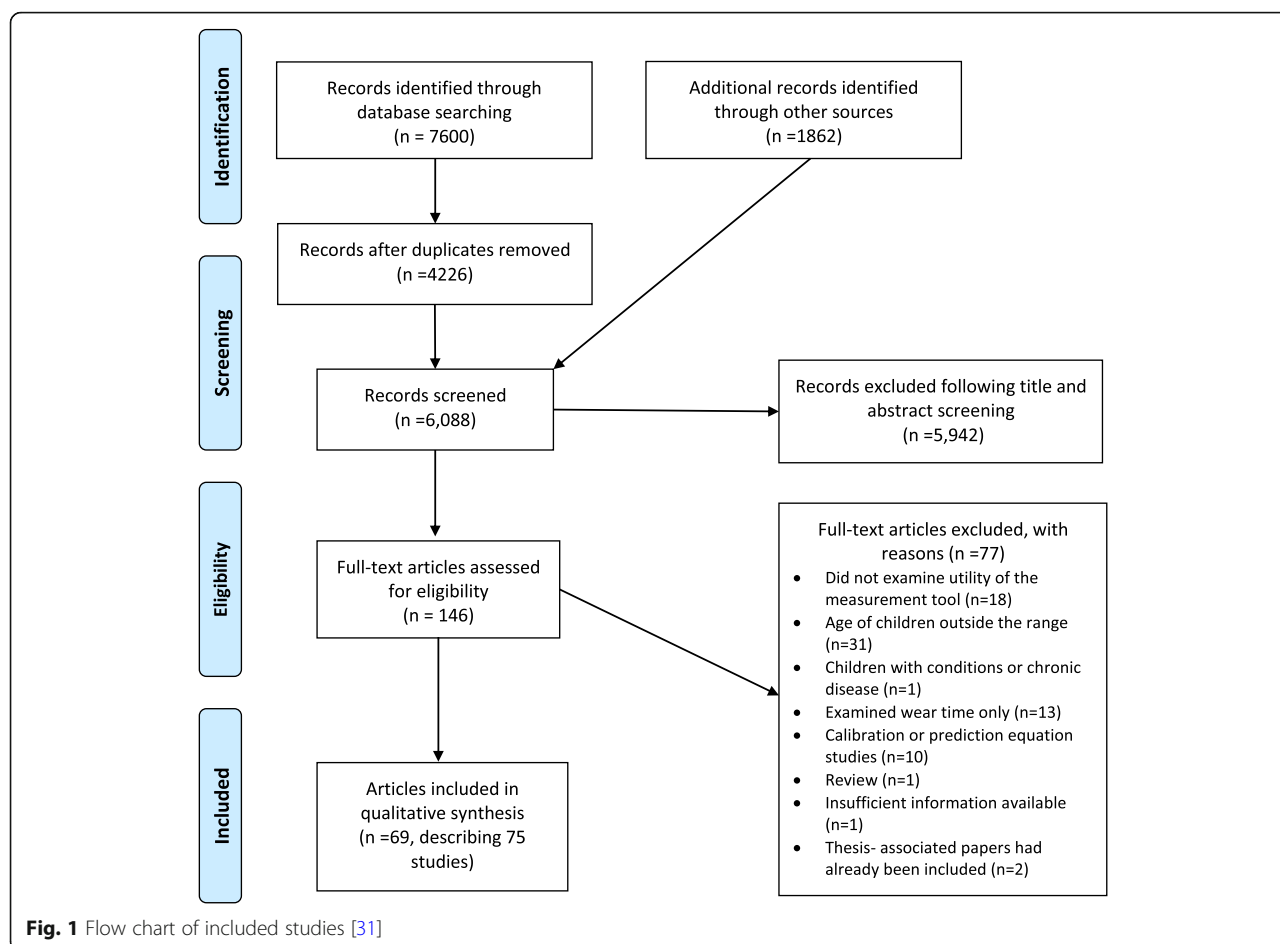 Identification
Records identified through
database searching
(n = 7600)
Additional records identified
through other sources
(n =1862)
Records after duplicates removed
(n =4226)
Screening
Records screened
(n =6,088)
Records excluded following title and
abstract screening
(n =5,942)
Eligibility
Full-text articles assessed
for eligibility
(n = 146)
Full-text articles excluded, with
reasons (n =77)
• Did not examine utility of the
measurement tool (n=18)
• Age of children outside the range
(n=31)
• Children with conditions or chronic
disease (n=1)
• Examined wear time only (n=13)
• Calibration or prediction equation
studies (n=10)
• Review (n=1)
• Insufficient information available
(n=1)
• Thesis- associated papers had
already been included (n=2)
Included
Articles included in
qualitative synthesis
(n =69, describing 75
studies)
Fig. 1 Flow chart of included studies [31]